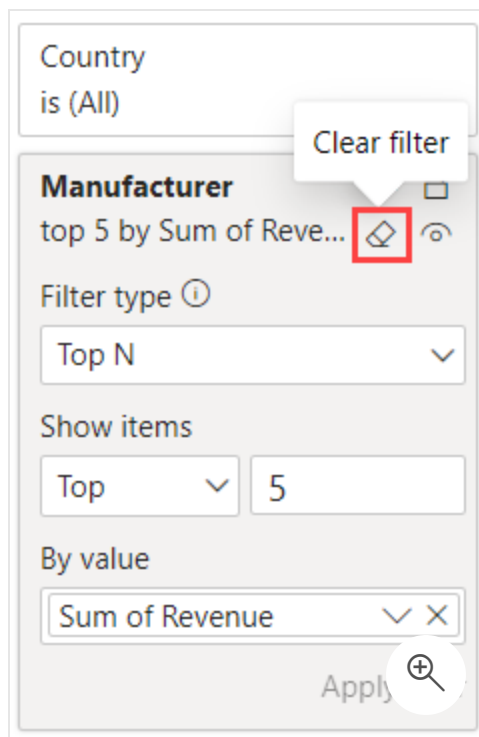 Country
is (All)
Clear filter
Manufacturer
top 5 by Sum of Reve...
Filter type
Top N
Show items
Top 5
By value
Sum of Revenue
Apply